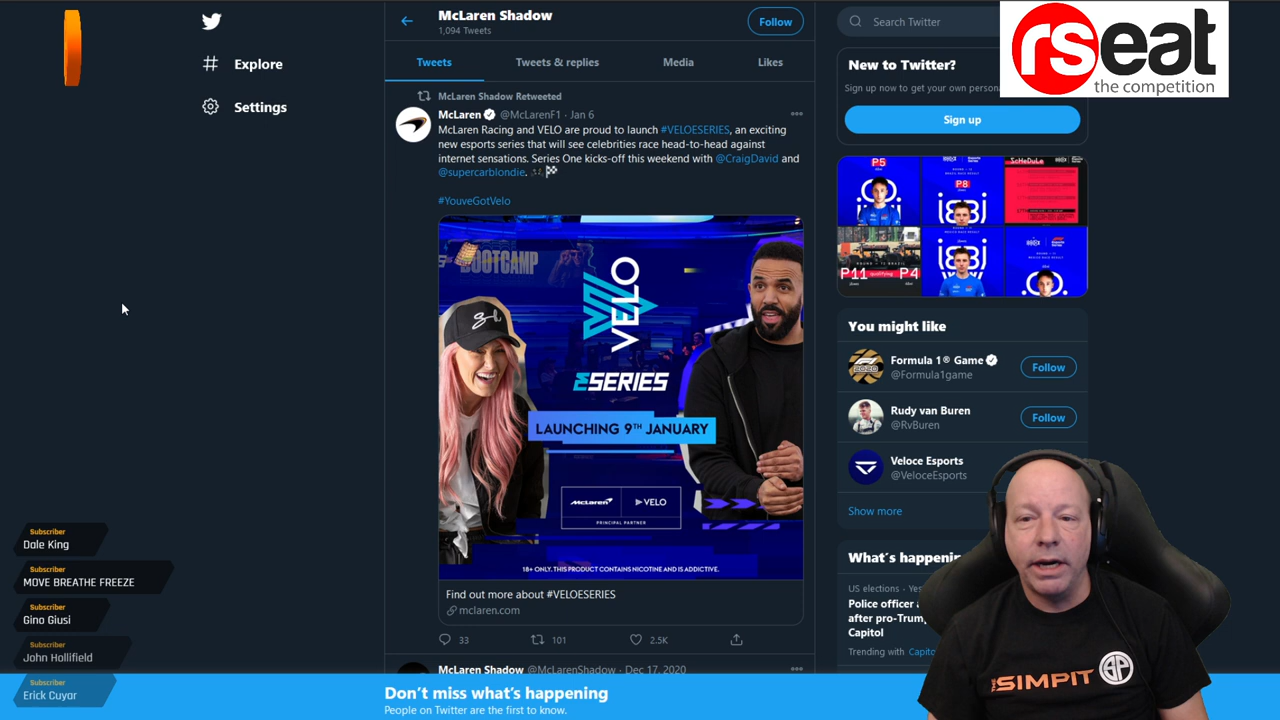 Explore
Settings
McLaren Shadow
1,094 Tweets
Follow
Tweets
Tweets & replies
Media
Likes
McLaren Shadow Retweeted
McLaren @McLarenF1 · Jan 6
McLaren Racing and VELO are proud to launch #VELOESERIES, an exciting
new esports series that will see celebrities race head-to-head against
internet sensations. Series One kicks-off this weekend with @CraigDavid and
@supercarblondie.
#YouveGotVelo
BOOTCAMP
VELO
ESERIES
LAUNCHING 9TH JANUARY
McLaren VELO
PRINCIPAL PARTNER
18+ ONLY. THIS PRODUCT CONTAINS NICOTINE AND IS ADDICTIVE.
Find out more about #VELOESERIES
mclaren.com
33 101 2.5K
McLaren Shadow @McLarenShadow · Dec 17, 2020
Search Twitter
rseat
the competition
New to Twitter?
Sign up now to get your own
Sign up
P5
P8
SCHEDULE
P11 P4
You might like
Formula 1® Game
@Formula1game
Follow
Rudy van Buren
@RvBuren
Follow
Veloce Esports
@VeloceEsports
Show more
What's
US elections ·
Police officer
after
Capitol
Trending with
THE SIMPIT
Subscriber
Dale King
Subscriber
MOVE BREATHE FREEZE
Subscriber
Gino Giusi
Subscriber
John Hollifield
Subscriber
Erick Cuyar
Don't miss what's happening
People on Twitter are the first to know.